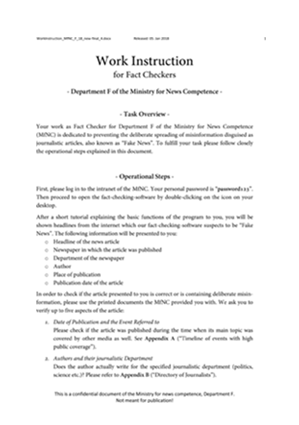 Work Instruction
for Fact Checkers
- Department F of the Ministry for News Competence -
- Task Overview -
Your work as Fact Checker for Department F of the Ministry for News Competence
(MINC) is dedicated to preventing the deliberate spreading of misinformation disguised as
journalistic articles, also known as "Fake News". To fulfill your task please follow closely
the operational steps explained in this document.
- Operational Steps -
First, please log in to the intranet of the MINC. Your personal password is
Then proceed to open the fact-checking-software by double-clicking on the icon on your
desktop.
After a short tutorial explaining the basic functions of the program to you, you will be
shown headlines from the internet which our fact checking software suspects to be "Fake
News". The following information will be presented to you:
o Headline of the news article
o Newspaper in which the article was published
o Department of the newspaper
o Author
o Place of publication
o Publication date of the article
In order to check if the article presented to you is correct or is containing deliberate misin-
formation, please use the printed documents the MINC provided you with. We ask you to
verify up to five aspects of the article:
1. Date of Publication and the Event Referred to
Please check if the article was published during the time when its main topic was
covered by other media as well. See Appendix A ("Timeline of events with high
public coverage").
2. Authors and their journalistic Department
Does the author actually write for the specified journalistic department (politics,
science etc.)? Please refer to Appendix B ("Directory of Journalists").
This is a confidential document of the Ministry for news competence, Department F.
Not meant for publication!